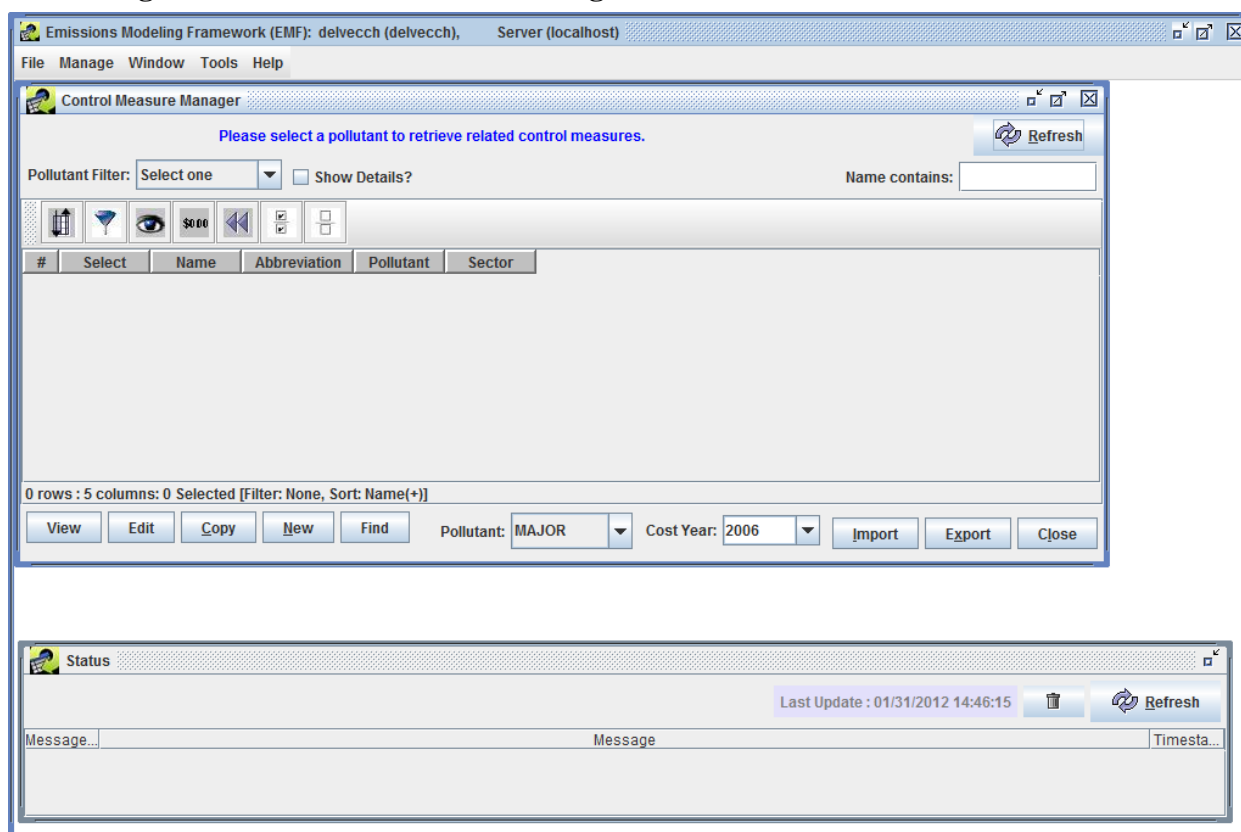 Emissions Modeling Framework (EMF): delvecch (delvecch), Server (localhost)
File Manage Window Tools Help
Control Measure Manager
Please select a pollutant to retrieve related control measures.
Refresh
Pollutant Filter: Select one Show Details? Name contains:
$0.00
# Select Name Abbreviation Pollutant Sector
0 rows : 5 columns: 0 Selected [Filter: None, Sort: Name(+)]
View Edit Copy New Find Pollutant: MAJOR Cost Year: 2006 Import Export Close
Status
Last Update : 01/31/2012 14:46:15 Refresh
Message... Message Timesta...